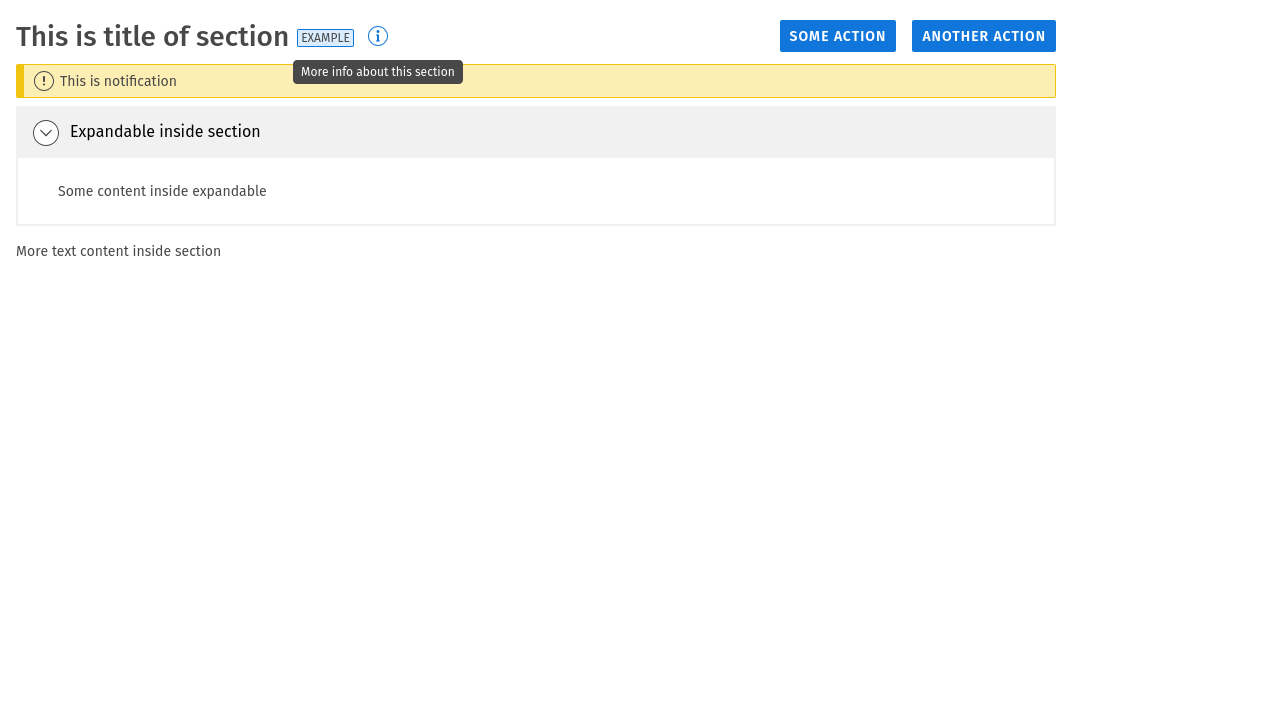 This is title of section EXAMPLE SOME ACTION ANOTHER ACTION
More info about this section
This is notification
Expandable inside section
Some content inside expandable
More text content inside section